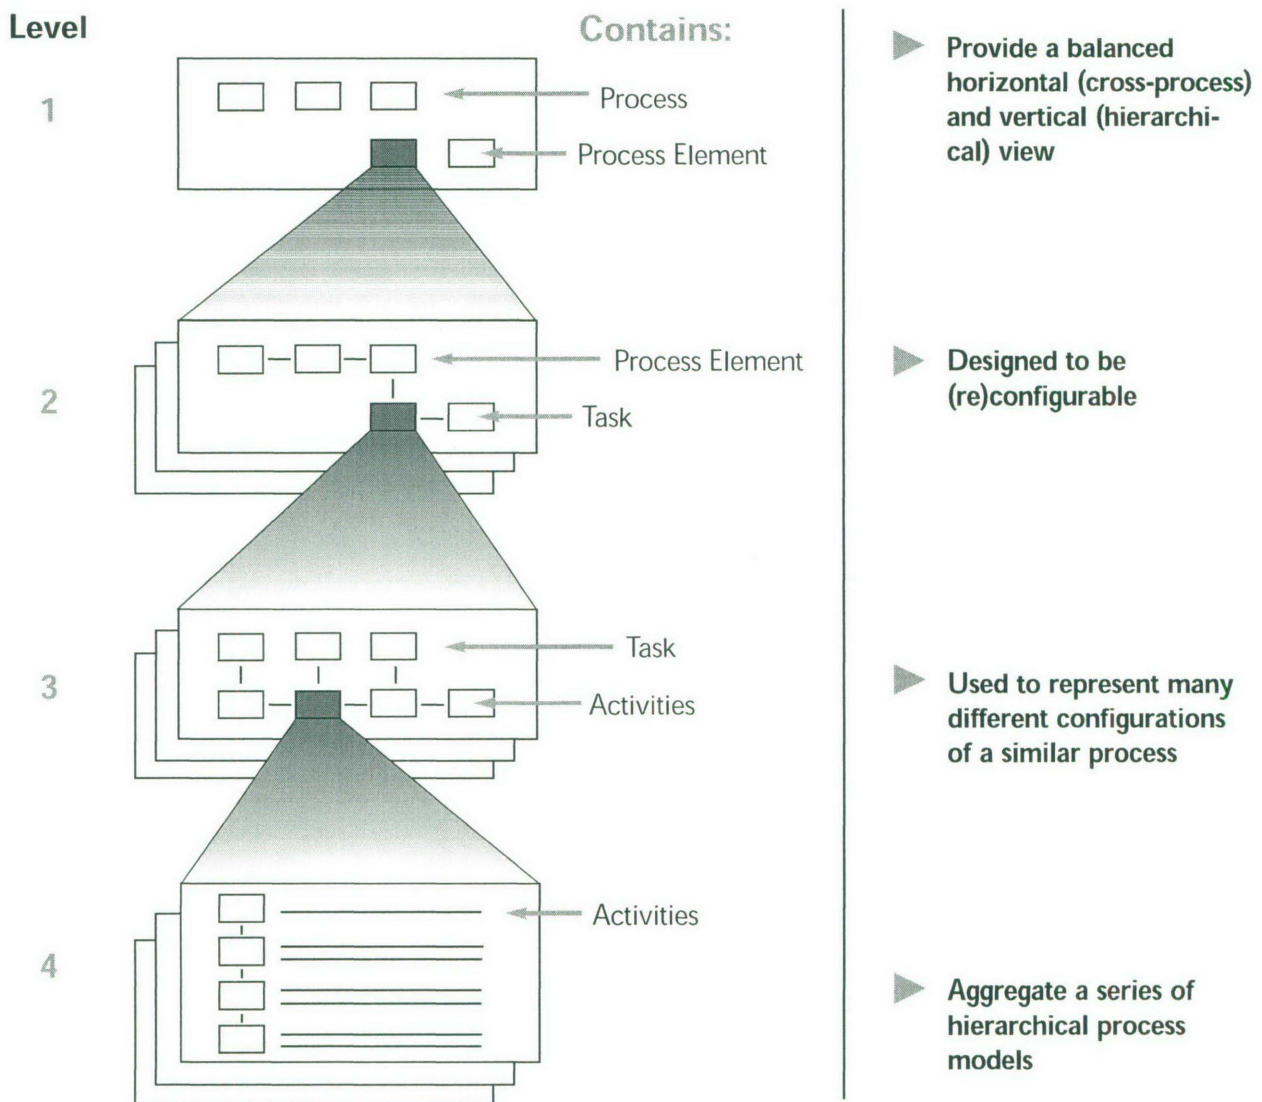 Level
Contains:
1
Process
Process Element
2
Process Element
Task
3
Task
Activities
4
Activities
Provide a balanced
horizontal (cross-process)
and vertical (hierarchi-
cal) view
Designed to be
(re)configurable
Used to represent many
different configurations
of a similar process
Aggregate a series of
hierarchical process
models